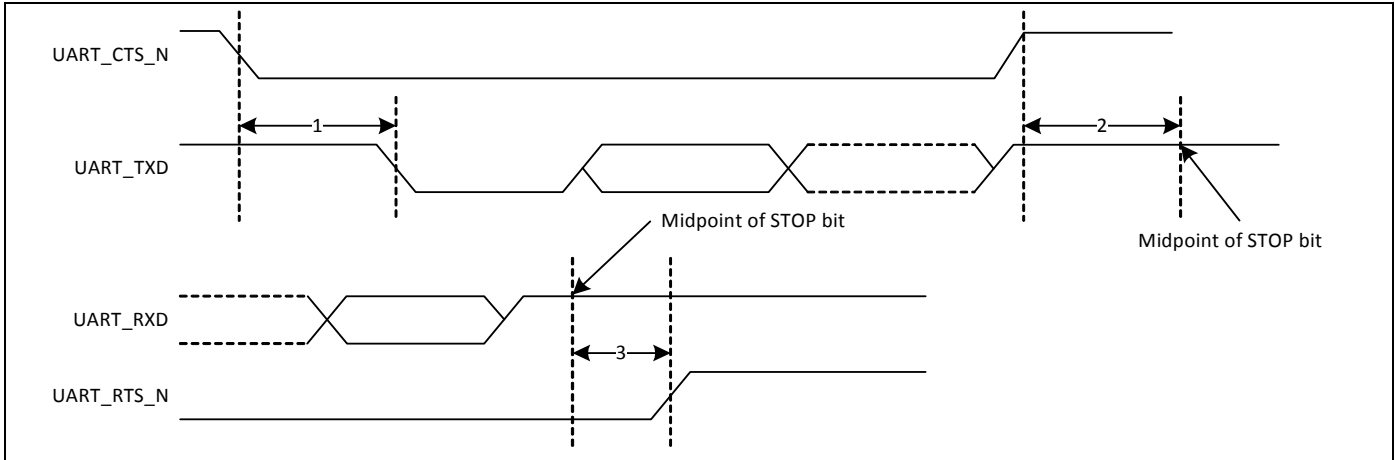 UART_CTS_N
1
2
UART_TXD
Midpoint of STOP bit
Midpoint of STOP bit
UART_RXD
3
UART_RTS_N